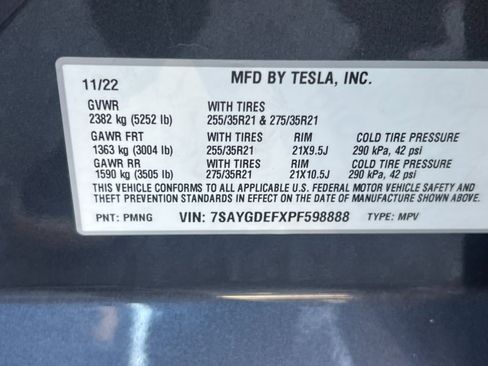 MFD BY TESLA, INC.
11/22
GVWR WITH TIRES
2382 kg (5252 lb) 255/35R21 & 275/35R21
GAWR FRT WITH TIRES RIM COLD TIRE PRESSURE
1363 kg (3004 lb) 255/35R21 21X9.5J 290 kPa, 42 psi
GAWR RR WITH TIRES RIM COLD TIRE PRESSURE
1590 kg (3505 lb) 275/35R21 21X10.5J 290 kPa, 42 psi
THIS VEHICLE CONFORMS TO ALL APPLICABLE U.S. FEDERAL MOTOR VEHICLE SAFETY AND
THEFT PREVENTION STANDARDS IN EFFECT ON THE DATE OF MANUFACTURE SHOWN ABOVE.
PNT: PMNG VIN: 7SAYGDEFXPF598888 TYPE: MPV